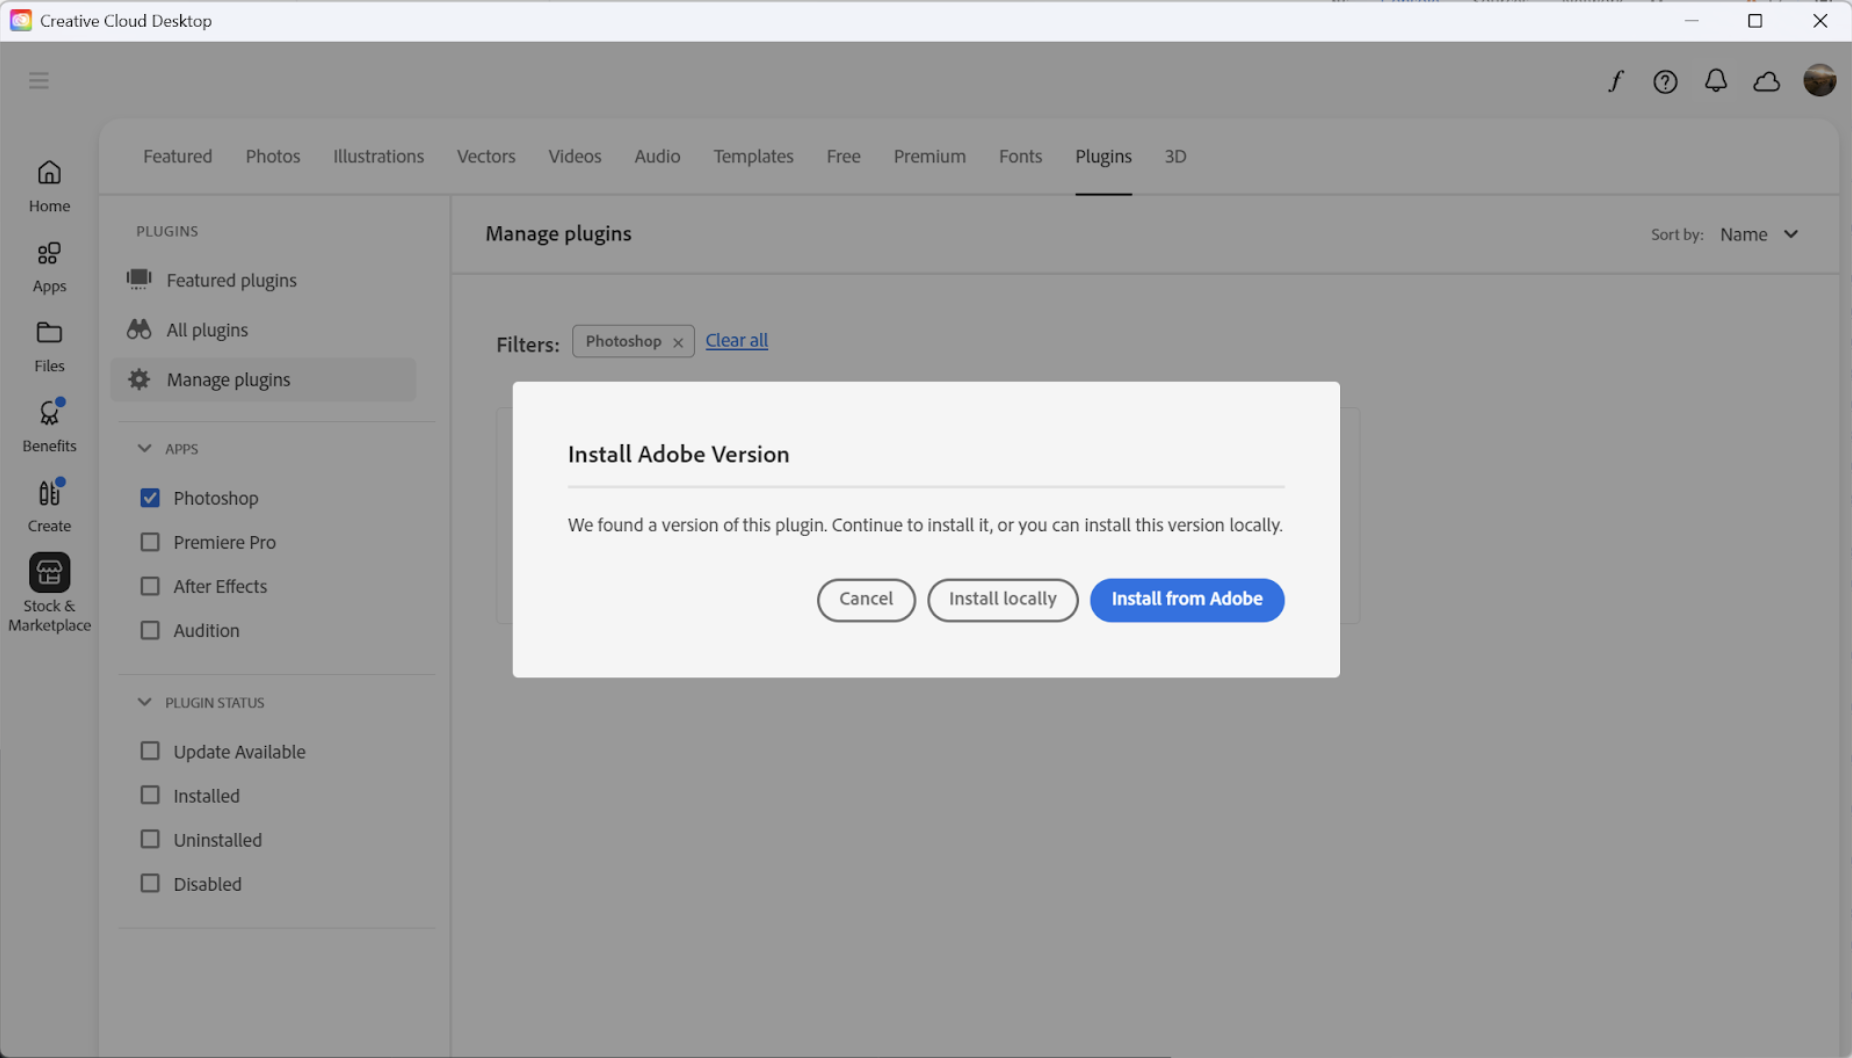 Creative Cloud Desktop
Featured Photos Illustrations Vectors Videos Audio Templates Free Premium Fonts Plugins 3D
Home
Apps
Files
Benefits
Create
Stock &
Marketplace
PLUGINS
Featured plugins
All plugins
Manage plugins
APPS
Photoshop
Premiere Pro
After Effects
Audition
PLUGIN STATUS
Update Available
Installed
Uninstalled
Disabled
Manage plugins
Sort by: Name
Filters: Photoshop Clear all
Install Adobe Version
We found a version of this plugin. Continue to install it, or you can install this version locally.
Cancel Install locally Install from Adobe